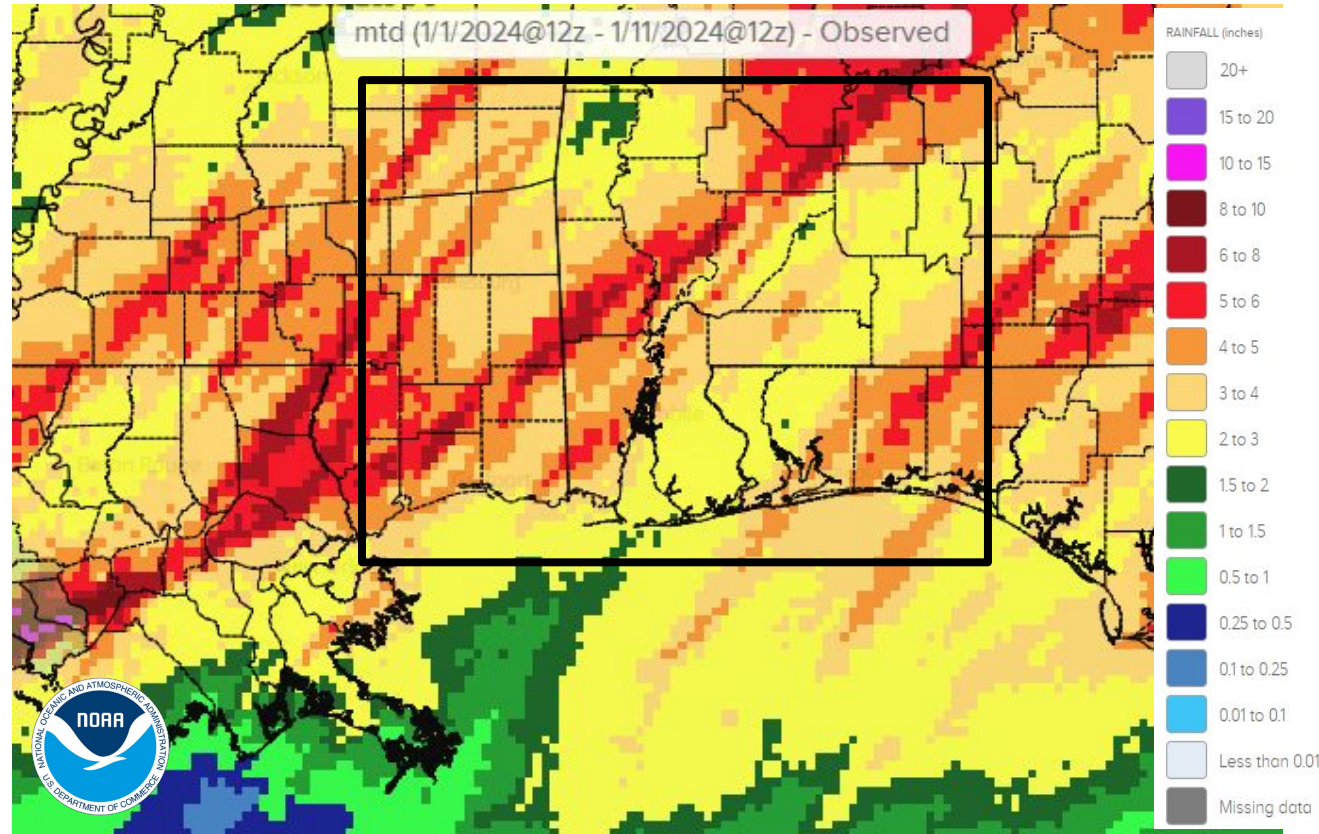 mtd (1/1/2024@12z - 1/11/2024@12z) - Observed
RAINFALL (inches)
20+
15 to 20
10 to 15
8 to 10
6 to 8
5 to 6
4 to 5
3 to 4
2 to 3
1.5 to 2
1 to 1.5
0.5 to 1
0.25 to 0.5
0.1 to 0.25
0.01 to 0.1
Less than 0.01
Missing data
Baton Rouge
NATIONAL OCEANIC AND ATMOSPHERIC ADMINISTRATION
NOAA
U.S. DEPARTMENT OF COMMERCE